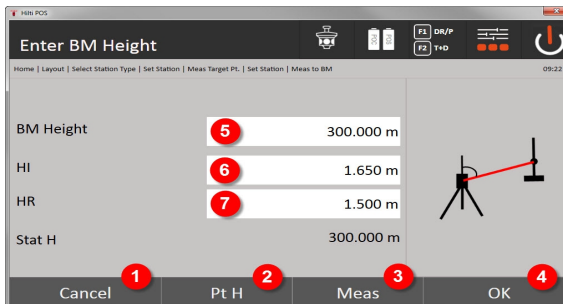 Hilti POS
Enter BM Height
POC
POS
F1 DR/P
F2 T+D
Home | Layout | Select Station Type | Set Station | Meas Target Pt. | Set Station | Meas to BM
09:22
BM Height
5
300.000 m
HI
6
1.650 m
HR
7
1.500 m
Stat H
300.000 m
1
2
3
4
Cancel
Pt H
Meas
OK